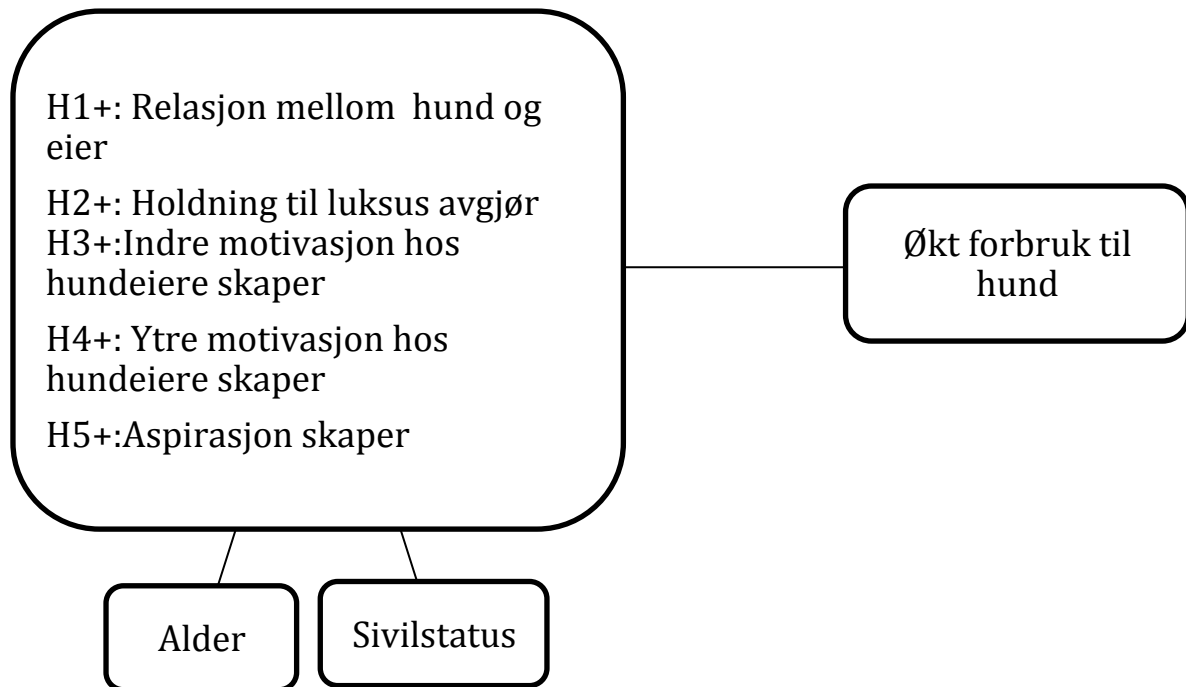 H1+: Relasjon mellom  hund og
eier
H2+: Holdning til luksus avgjør
H3+:Indre motivasjon hos
hundeiere skaper
H4+: Ytre motivasjon hos
hundeiere skaper
H5+:Aspirasjon skaper
Økt forbruk til
hund
Alder
Sivilstatus